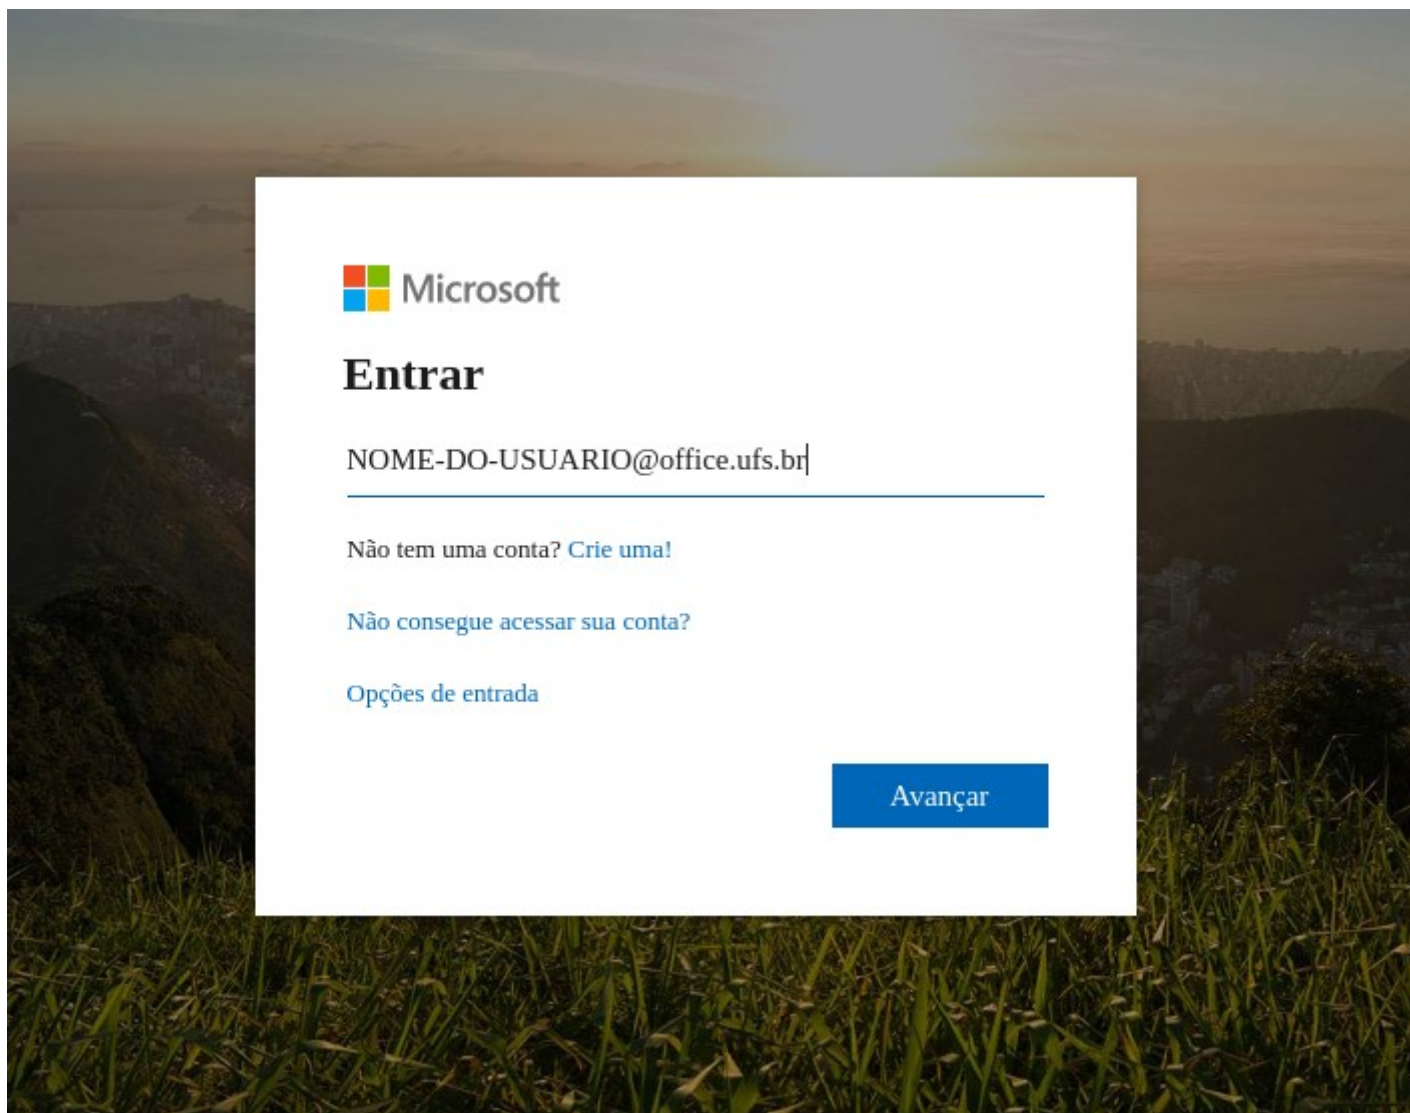 Microsoft
Entrar
NOME-DO-USUARIO@office.ufs.br
Não tem uma conta? Crie uma!
Não consegue acessar sua conta?
Opções de entrada
Avançar